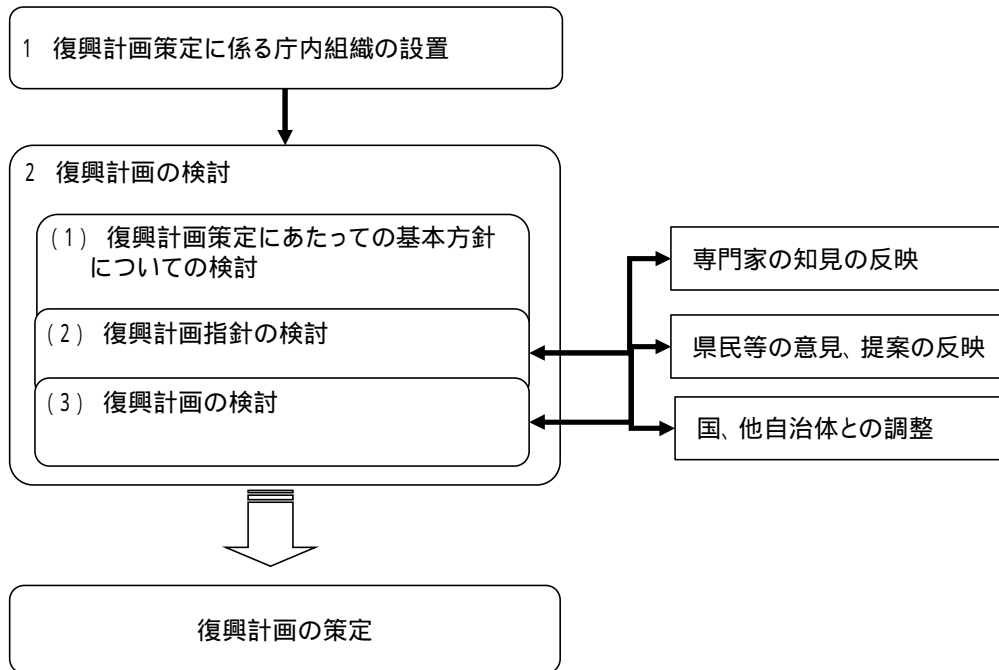 1 復興計画策定に係る庁内組織の設置
2 復興計画の検討
(1) 復興計画策定にあたっての基本方針
についての検討
(2) 復興計画指針の検討
(3) 復興計画の検討
専門家の知見の反映
県民等の意見、提案の反映
国、他自治体との調整
復興計画の策定